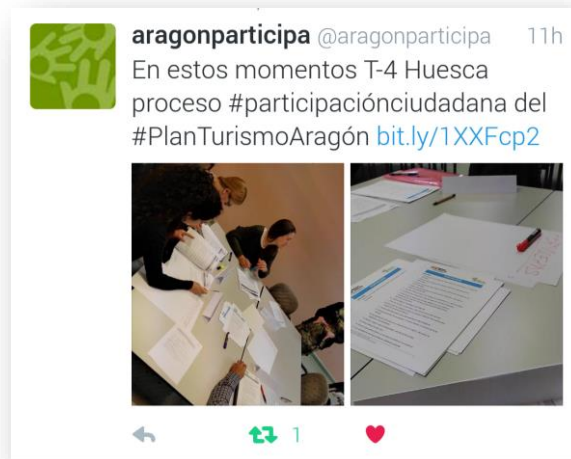 aragonparticipa @aragonparticipa 11h
En estos momentos T-4 Huesca
proceso #participaciónciudadana del
#PlanTurismoAragón bit.ly/1XXFcp2
1